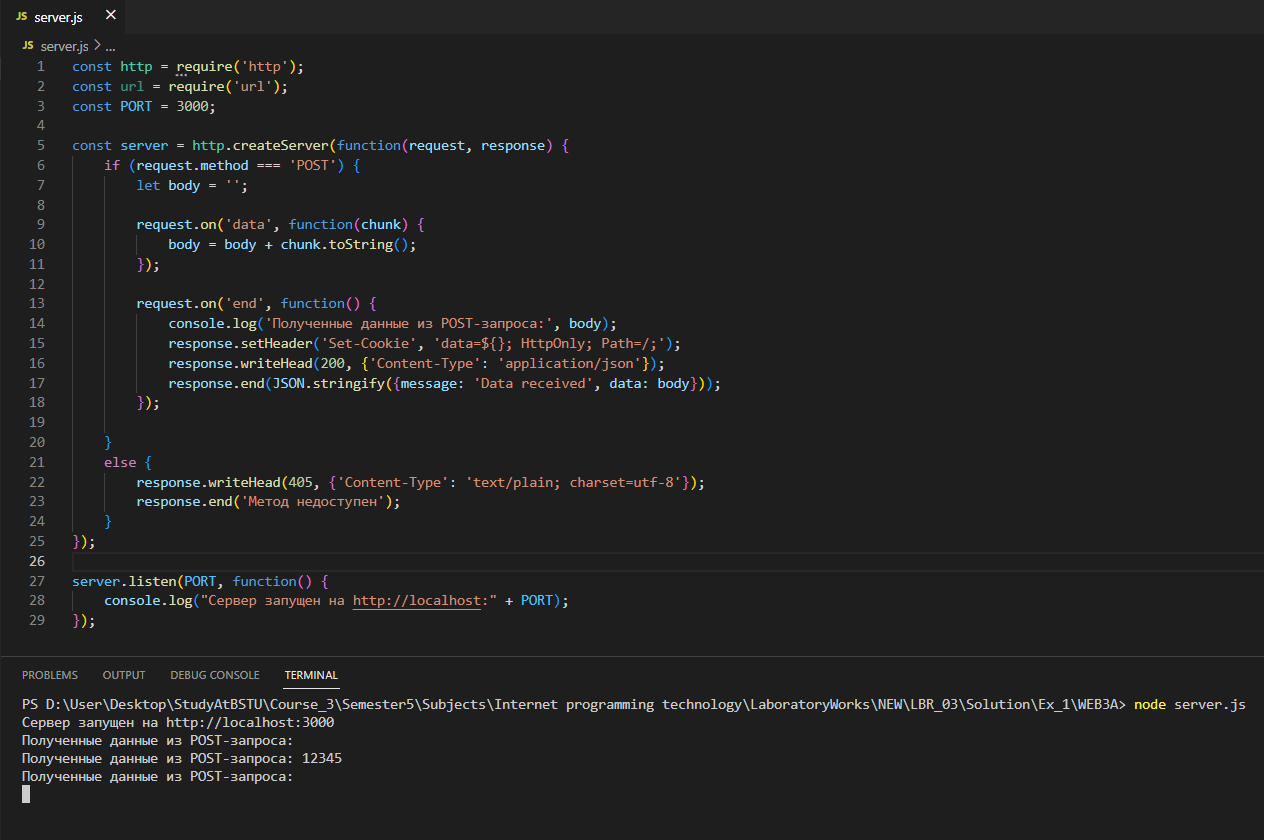 JS server.js ×
JS server.js > ...
1 const http = require('http');
2 const url = require('url');
3 const PORT = 3000;
4
5 const server = http.createServer(function(request, response) {
6     if (request.method === 'POST') {
7         let body = '';
8
9         request.on('data', function(chunk) {
10             body = body + chunk.toString();
11         });
12
13         request.on('end', function() {
14             console.log('Полученные данные из POST-запроса:', body);
15             response.setHeader('Set-Cookie', 'data=${}; HttpOnly; Path=/;');
16             response.writeHead(200, {'Content-Type': 'application/json'});
17             response.end(JSON.stringify({message: 'Data received', data: body}));
18         });
19
20     }
21     else {
22         response.writeHead(405, {'Content-Type': 'text/plain; charset=utf-8'});
23         response.end('Метод недоступен');
24     }
25 });
26
27 server.listen(PORT, function() {
28     console.log("Сервер запущен на http://localhost:" + PORT);
29 });
PROBLEMS OUTPUT DEBUG CONSOLE TERMINAL
PS D:\User\Desktop\StudyAtBSTU\Course_3\Semester5\Subjects\Internet programming technology\LaboratoryWorks\NEW\LBR_03\Solution\Ex_1\WEB3A> node server.js
Сервер запущен на http://localhost:3000
Полученные данные из POST-запроса:
Полученные данные из POST-запроса: 12345
Полученные данные из POST-запроса: